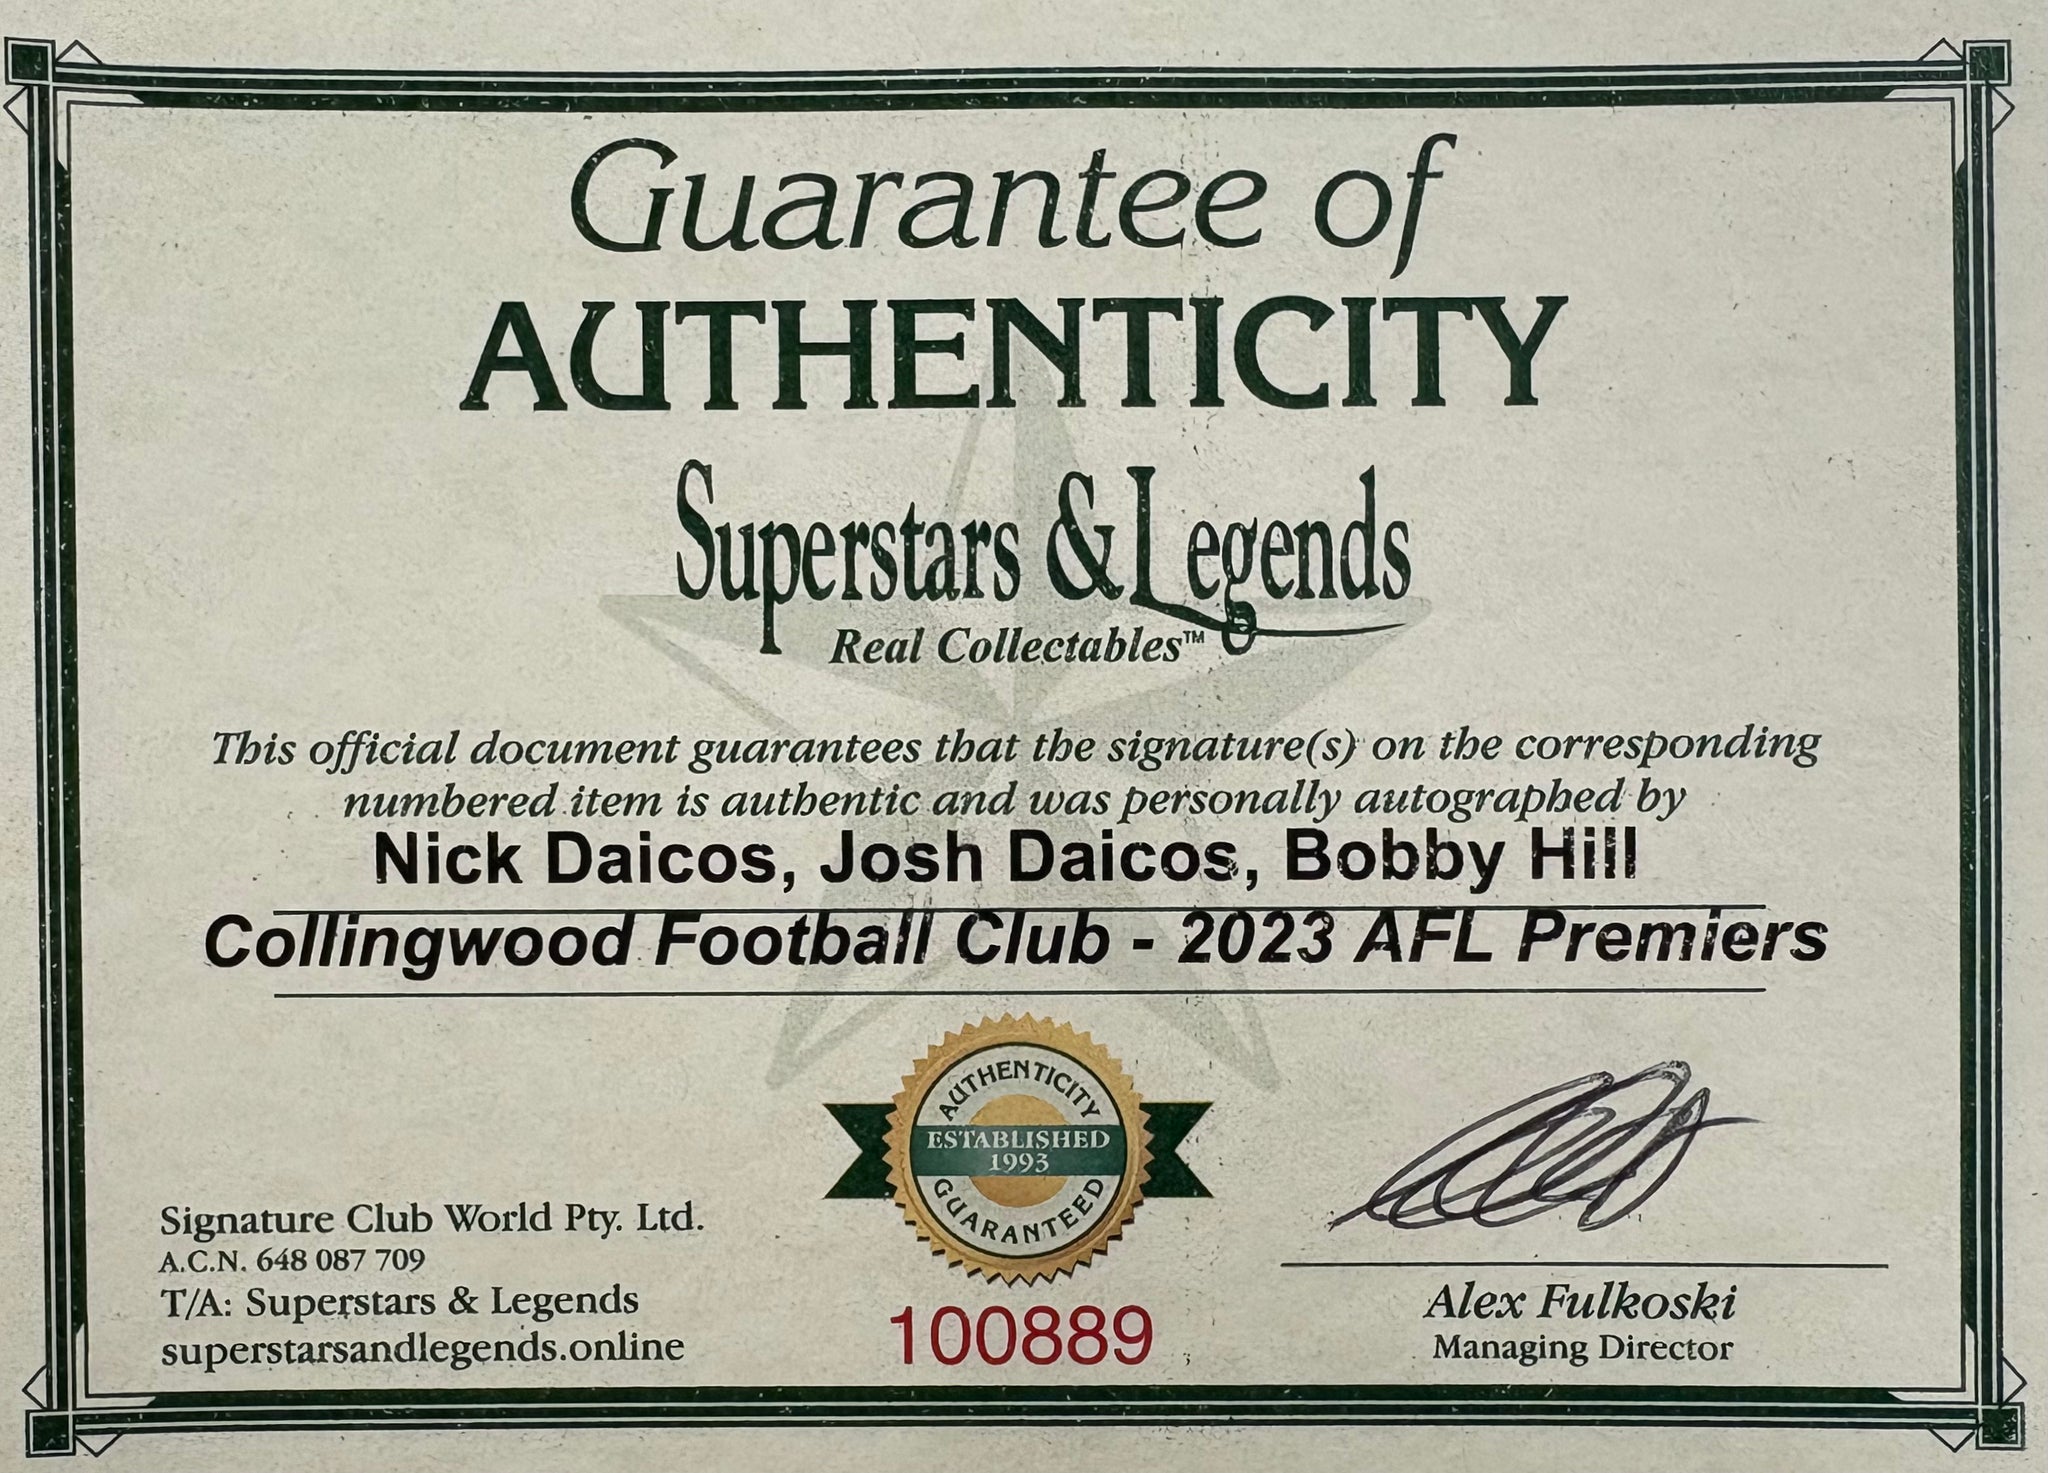 Guarantee of
AUTHENTICITY
Superstars & Legends
Real Collectables™
This official document guarantees that the signature(s) on the corresponding
numbered item is authentic and was personally autographed by
Nick Daicos, Josh Daicos, Bobby Hill
Collingwood Football Club - 2023 AFL Premiers
AUTHENTICITY
ESTABLISHED
1993
GUARANTEED
100889
Signature Club World Pty. Ltd.
A.C.N. 648 087 709
T/A: Superstars & Legends
superstarsandlegends.online
Alex Fulkoski
Managing Director